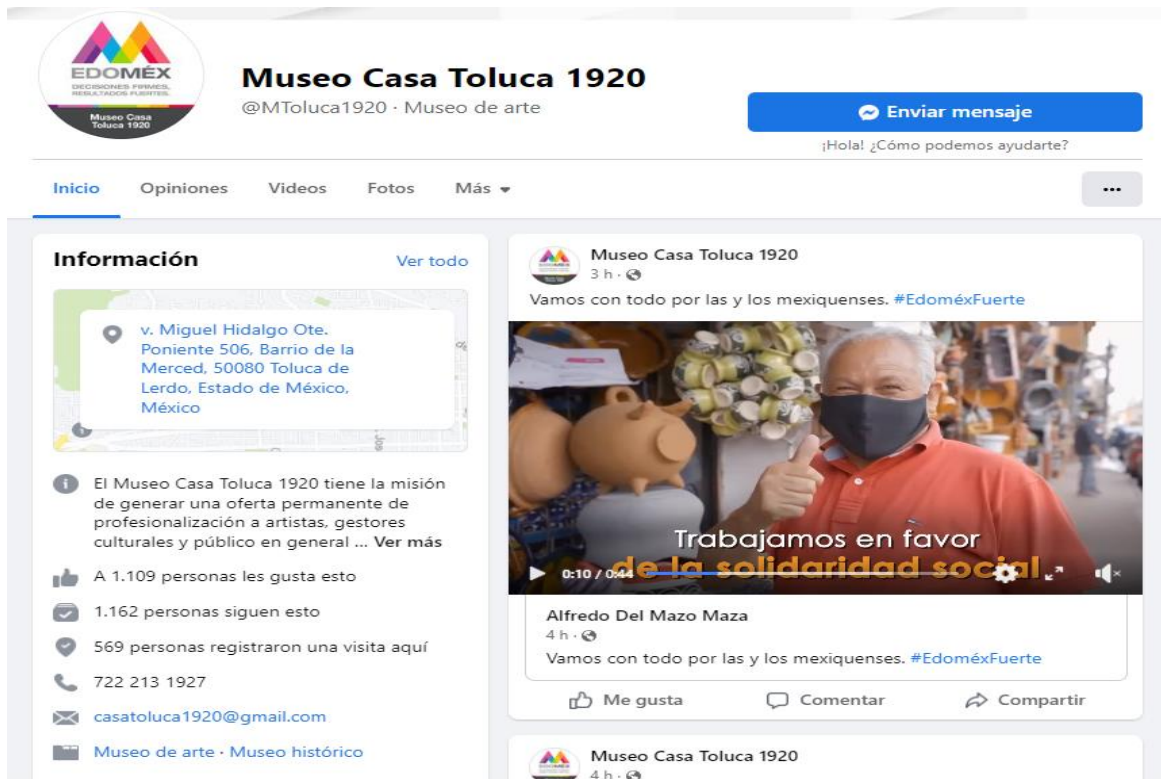 EDOMÉX
DECISIONES FIRMES,
RESULTADOS FUERTES.
Museo Casa
Toluca 1920
Museo Casa Toluca 1920
@MToluca1920 · Museo de arte
Enviar mensaje
¡Hola! ¿Cómo podemos ayudarte?
Inicio
Opiniones
Videos
Fotos
Más
Información
Ver todo
v. Miguel Hidalgo Ote.
Poniente 506, Barrio de la
Merced, 50080 Toluca de
Lerdo, Estado de México,
México
El Museo Casa Toluca 1920 tiene la misión
de generar una oferta permanente de
profesionalización a artistas, gestores
culturales y público en general ... Ver más
A 1.109 personas les gusta esto
1.162 personas siguen esto
569 personas registraron una visita aquí
722 213 1927
casatoluca1920@gmail.com
Museo de arte · Museo histórico
Museo Casa Toluca 1920
3 h ·
Vamos con todo por las y los mexiquenses. #EdoméxFuerte
Trabajamos en favor
de la solidaridad social
0:10 / 0:44
Alfredo Del Mazo Maza
4 h ·
Vamos con todo por las y los mexiquenses. #EdoméxFuerte
Me gusta
Comentar
Compartir
Museo Casa Toluca 1920
4 h ·